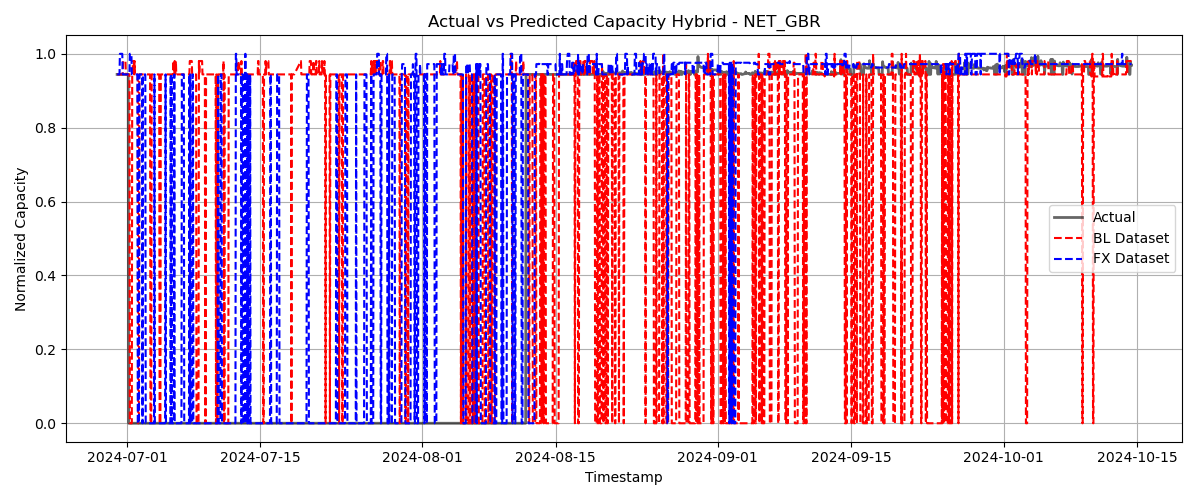 Actual vs Predicted Capacity Hybrid - NET_GBR
Normalized Capacity
1.0
0.8
0.6
0.4
0.2
0.0
Actual
BL Dataset
FX Dataset
2024-07-01
2024-07-15
2024-08-01
2024-08-15
2024-09-01
2024-09-15
2024-10-01
2024-10-15
Timestamp